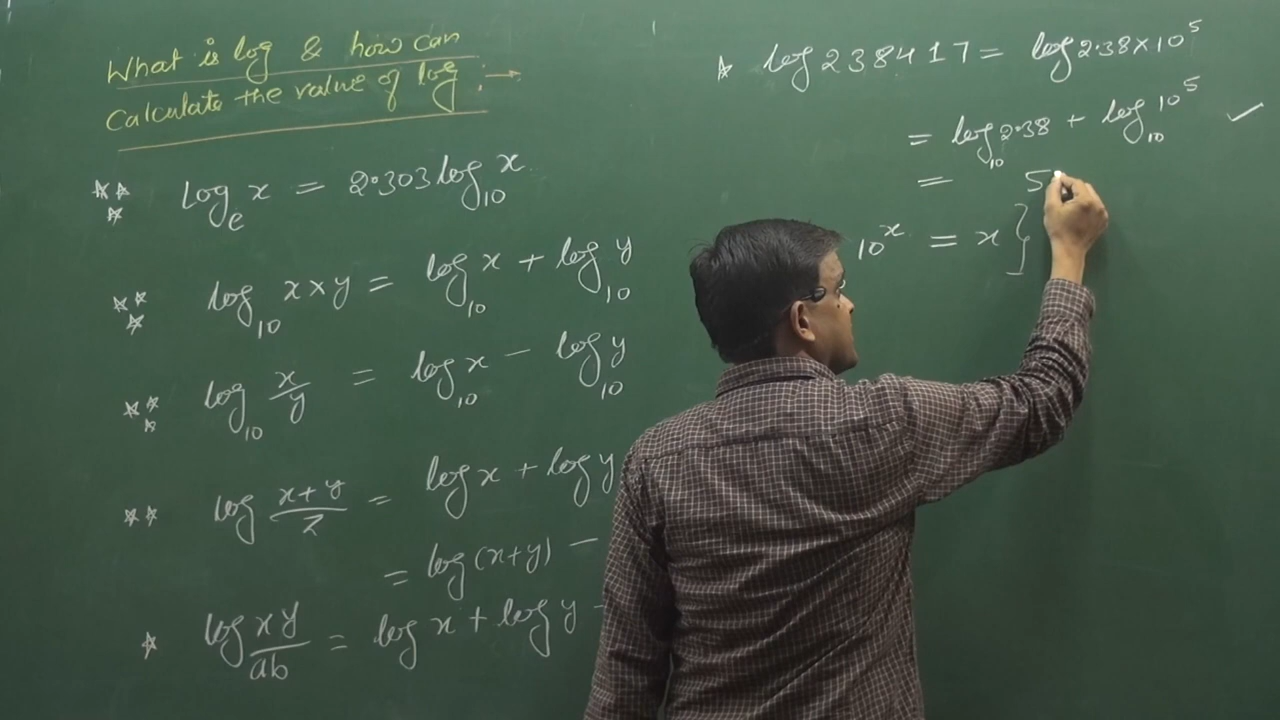 What is log & how can
Calculate the value of log :→
log_e x = 2.303 log_10 x
log_10 x × y = log_10 x + log_10 y
log_10 x/y = log_10 x − log_10 y
log (x+y)/z = log x + log y
= log (x+y) −
log xy/ab = log x + log y −
log 238417 = log 2.38 × 10^5
= log_10 2.38 + log_10 10^5 ✓
= 5
10^x = x }